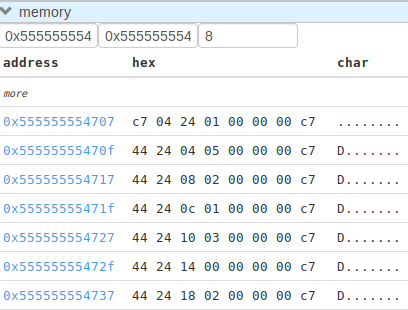 memory
0x555555554 0x555555554 8
address hex char
more
0x555555554707 c7 04 24 01 00 00 00 c7 ........
0x55555555470f 44 24 04 05 00 00 00 c7 D.......
0x555555554717 44 24 08 02 00 00 00 c7 D.......
0x55555555471f 44 24 0c 01 00 00 00 c7 D.......
0x555555554727 44 24 10 03 00 00 00 c7 D.......
0x55555555472f 44 24 14 00 00 00 00 c7 D.......
0x555555554737 44 24 18 02 00 00 00 c7 D.......